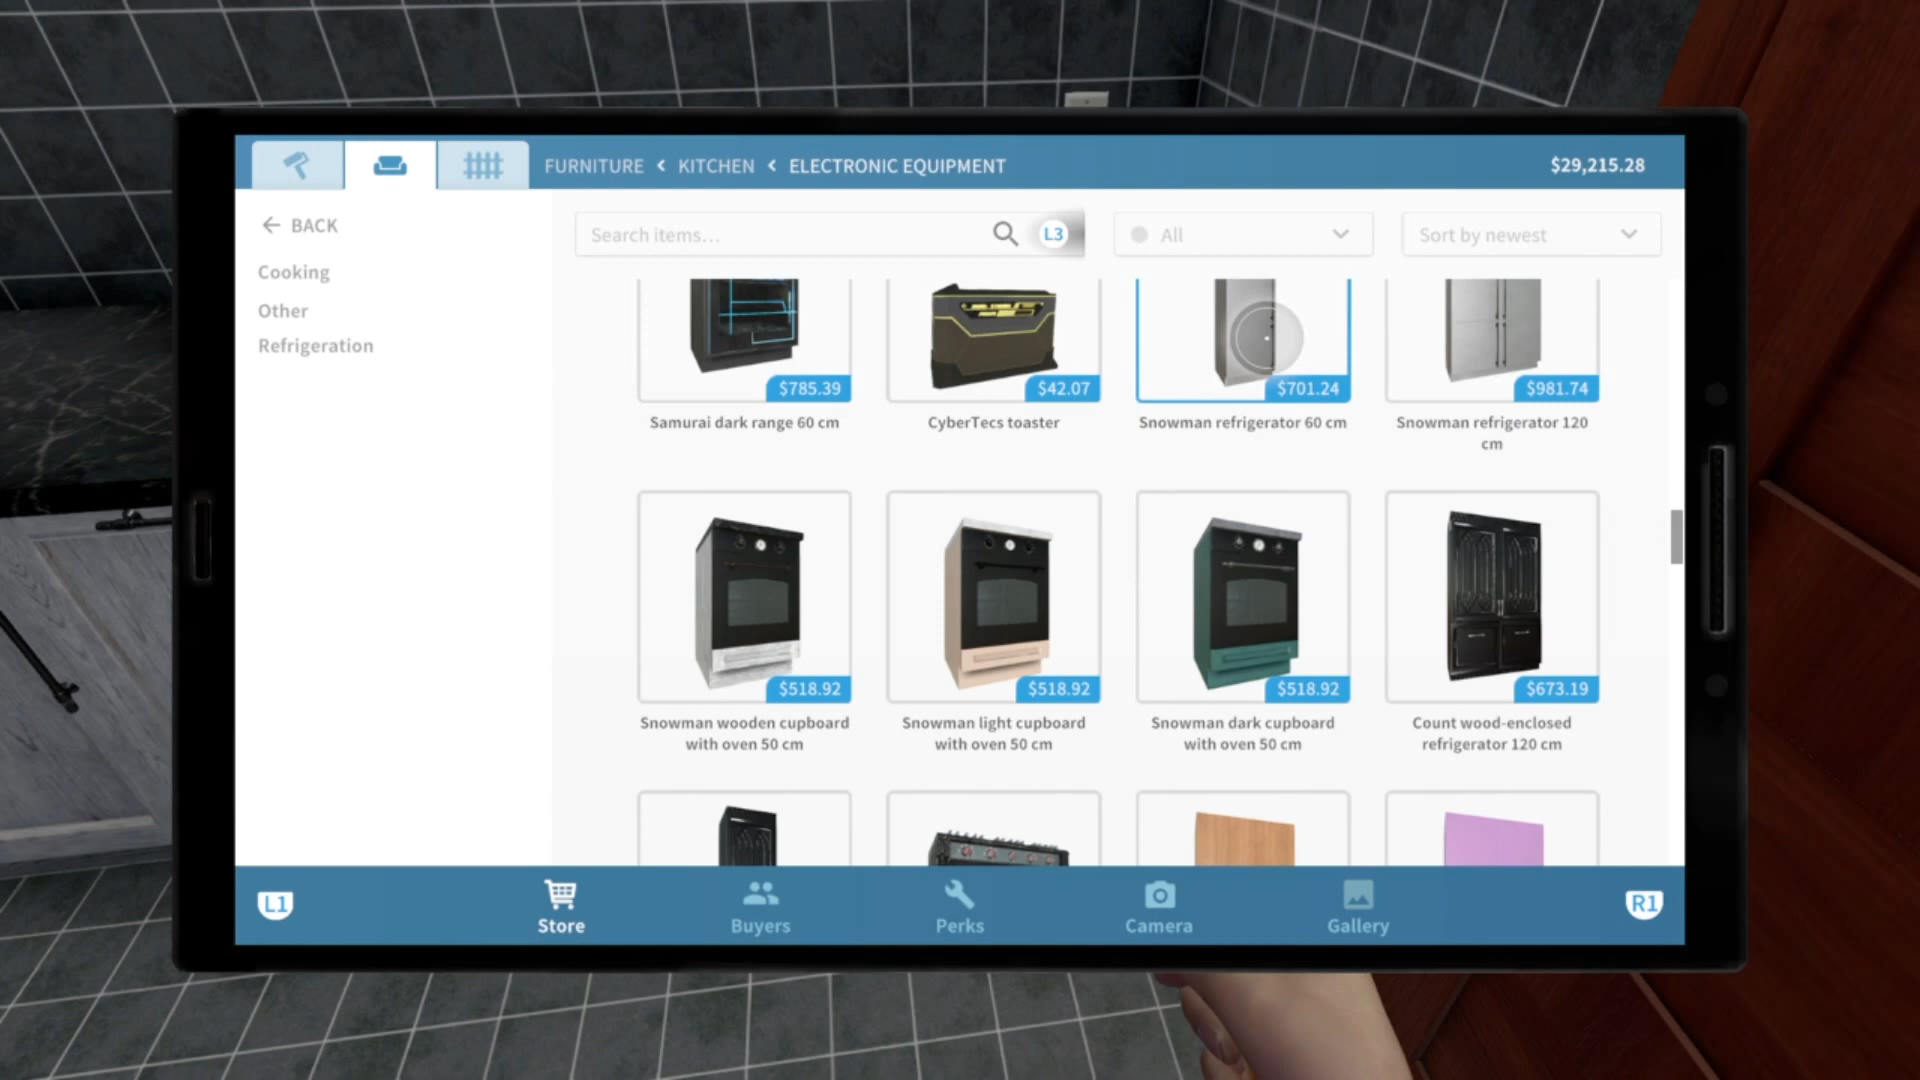 FURNITURE < KITCHEN < ELECTRONIC EQUIPMENT
$29,215.28
BACK
Search items...
L3
All
Sort by newest
Cooking
Other
Refrigeration
$785.39
$42.07
$701.24
$981.74
Samurai dark range 60 cm
CyberTecs toaster
Snowman refrigerator 60 cm
Snowman refrigerator 120
cm
$518.92
$518.92
$518.92
$673.19
Snowman wooden cupboard
with oven 50 cm
Snowman light cupboard
with oven 50 cm
Snowman dark cupboard
with oven 50 cm
Count wood-enclosed
refrigerator 120 cm
L1
Store
Buyers
Perks
Camera
Gallery
R1